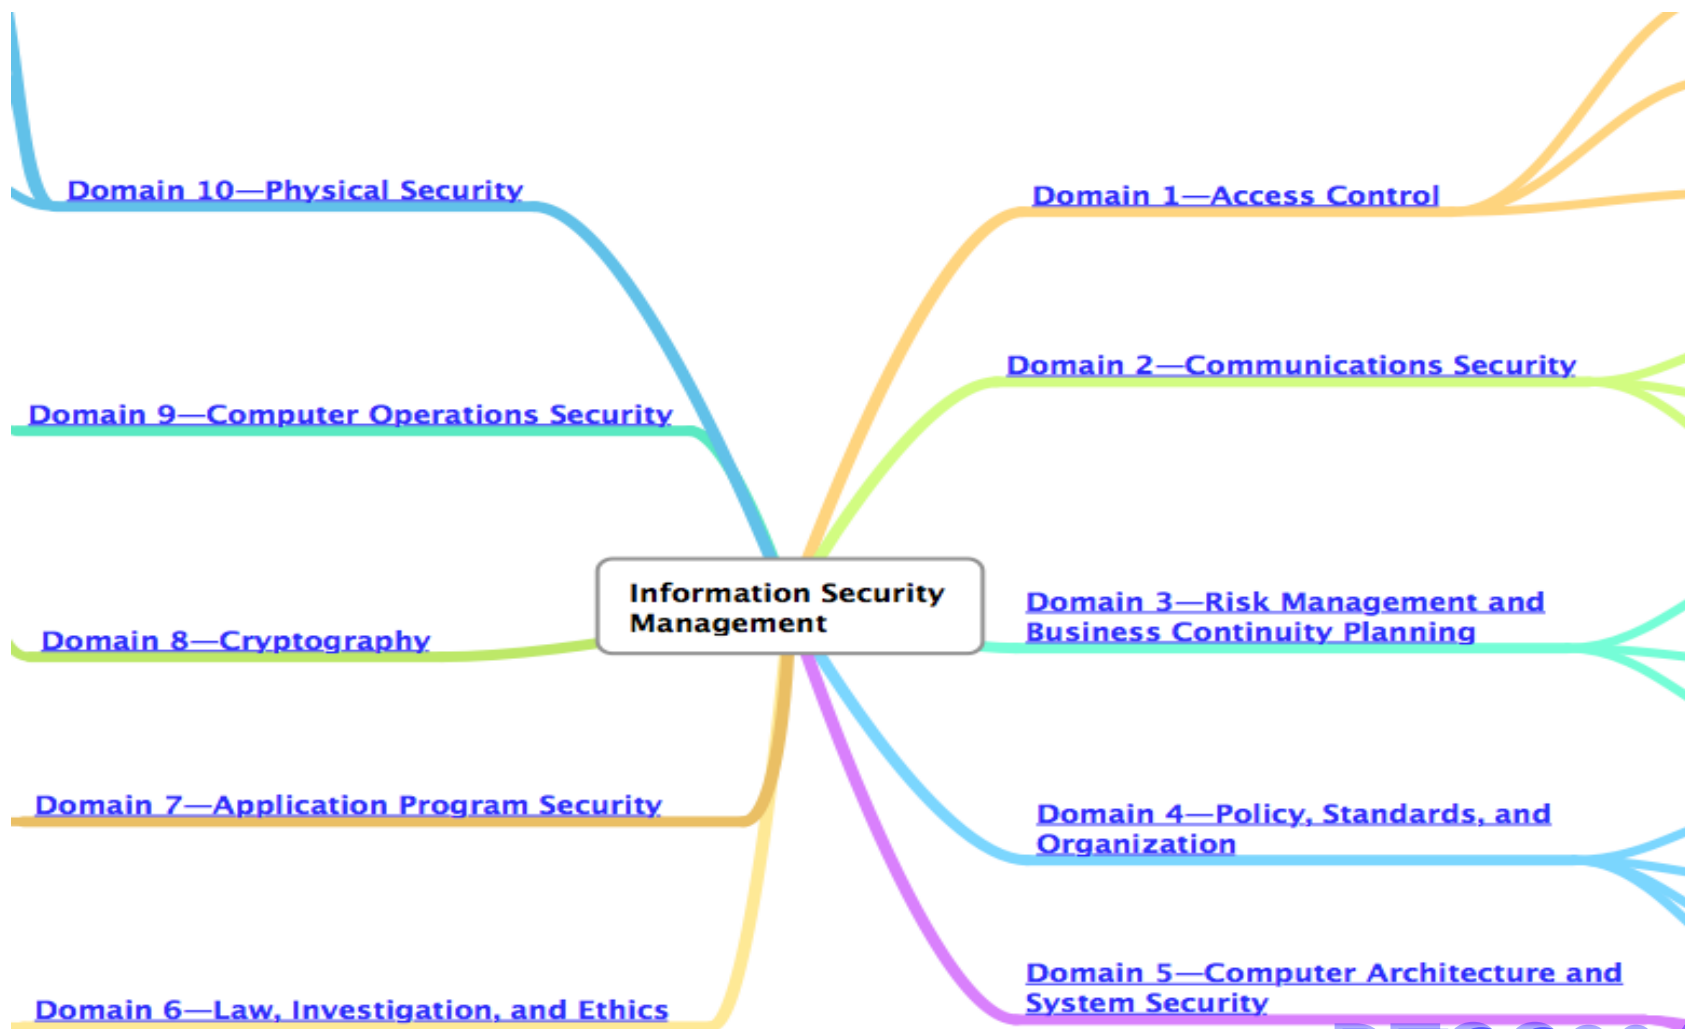 Domain 10—Physical Security
Domain 1—Access Control
Domain 2—Communications Security
Domain 9—Computer Operations Security
Information Security
Management
Domain 3—Risk Management and
Business Continuity Planning
Domain 8—Cryptography
Domain 7—Application Program Security
Domain 4—Policy, Standards, and
Organization
Domain 5—Computer Architecture and
System Security
Domain 6—Law, Investigation, and Ethics